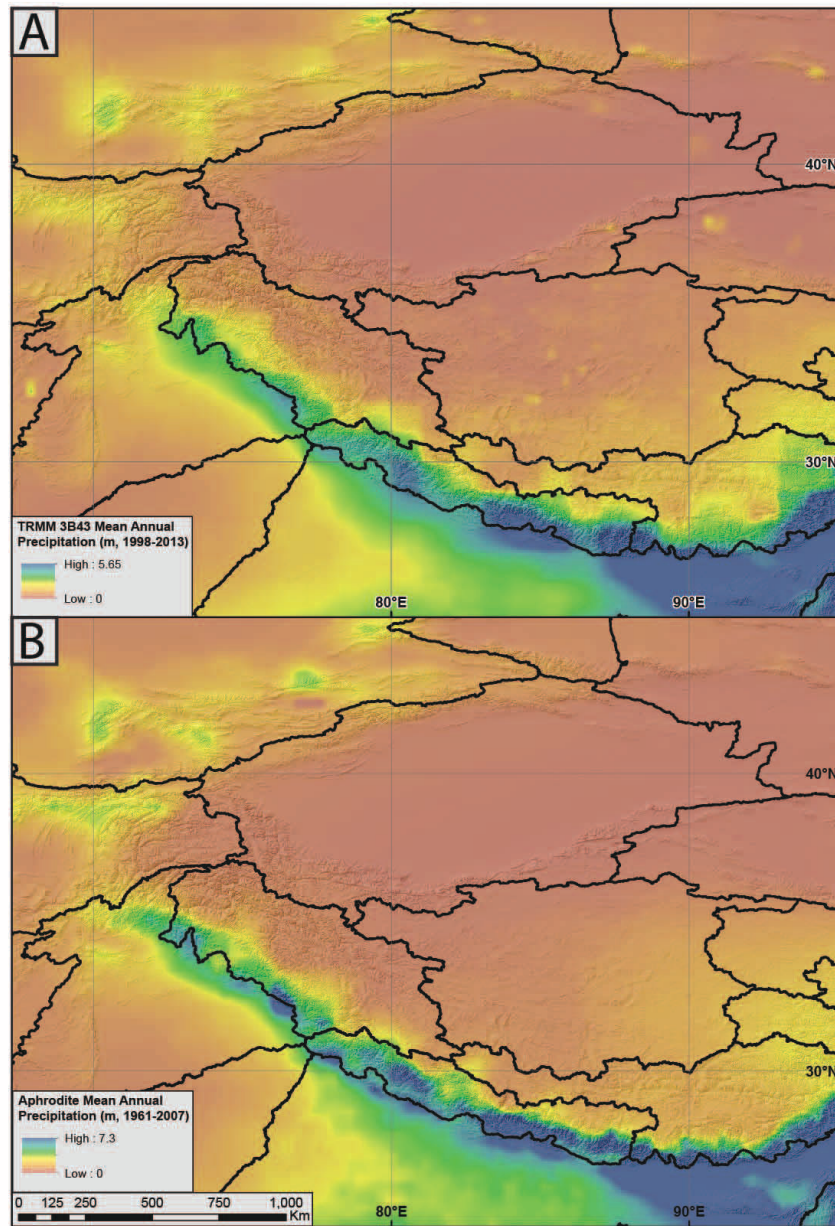 A
40°N
30°N
TRMM 3B43 Mean Annual
Precipitation (m, 1998-2013)
High : 5.65
Low : 0
80°E
90°E
B
40°N
30°N
Aphrodite Mean Annual
Precipitation (m, 1961-2007)
High : 7.3
Low : 0
0 125 250 500 750 1,000
Km
80°E
90°E